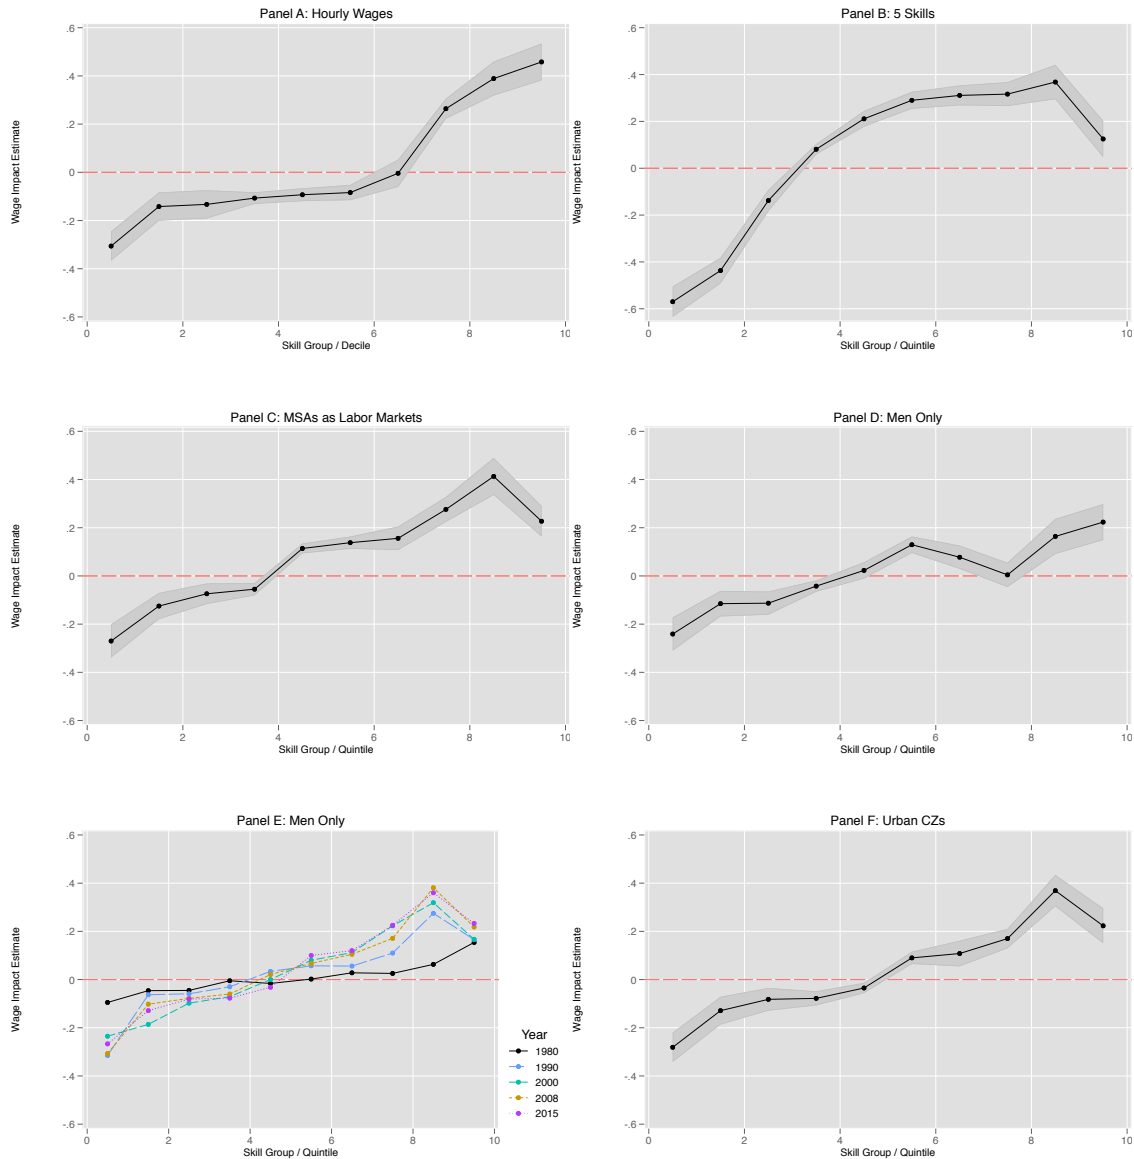 Panel A: Hourly Wages
.6
.4
.2
0
-.2
-.4
-.6
Wage Impact Estimate
0 2 4 6 8 10
Skill Group / Decile
Panel B: 5 Skills
.6
.4
.2
0
-.2
-.4
-.6
Wage Impact Estimate
0 2 4 6 8 10
Skill Group / Quintile
Panel C: MSAs as Labor Markets
.6
.4
.2
0
-.2
-.4
-.6
Wage Impact Estimate
0 2 4 6 8 10
Skill Group / Quintile
Panel D: Men Only
.6
.4
.2
0
-.2
-.4
-.6
Wage Impact Estimate
0 2 4 6 8 10
Skill Group / Quintile
Panel E: Men Only
.6
.4
.2
0
-.2
-.4
-.6
Wage Impact Estimate
0 2 4 6 8 10
Skill Group / Quintile
Year
1980
1990
2000
2008
2015
Panel F: Urban CZs
.6
.4
.2
0
-.2
-.4
-.6
Wage Impact Estimate
0 2 4 6 8 10
Skill Group / Quintile